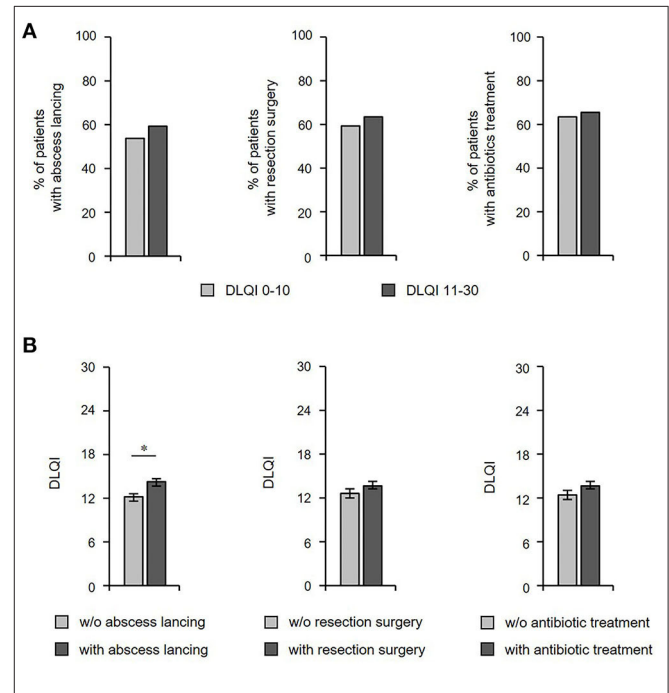 A
100
80
60
40
20
0
% of patients
with abscess lancing
100
80
60
40
20
0
% of patients
with resection surgery
100
80
60
40
20
0
% of patients
with antibiotics treatment
DLQI 0-10
DLQI 11-30
B
30
24
18
12
6
0
DLQI
*
30
24
18
12
6
0
DLQI
30
24
18
12
6
0
DLQI
w/o abscess lancing
with abscess lancing
w/o resection surgery
with resection surgery
w/o antibiotic treatment
with antibiotic treatment